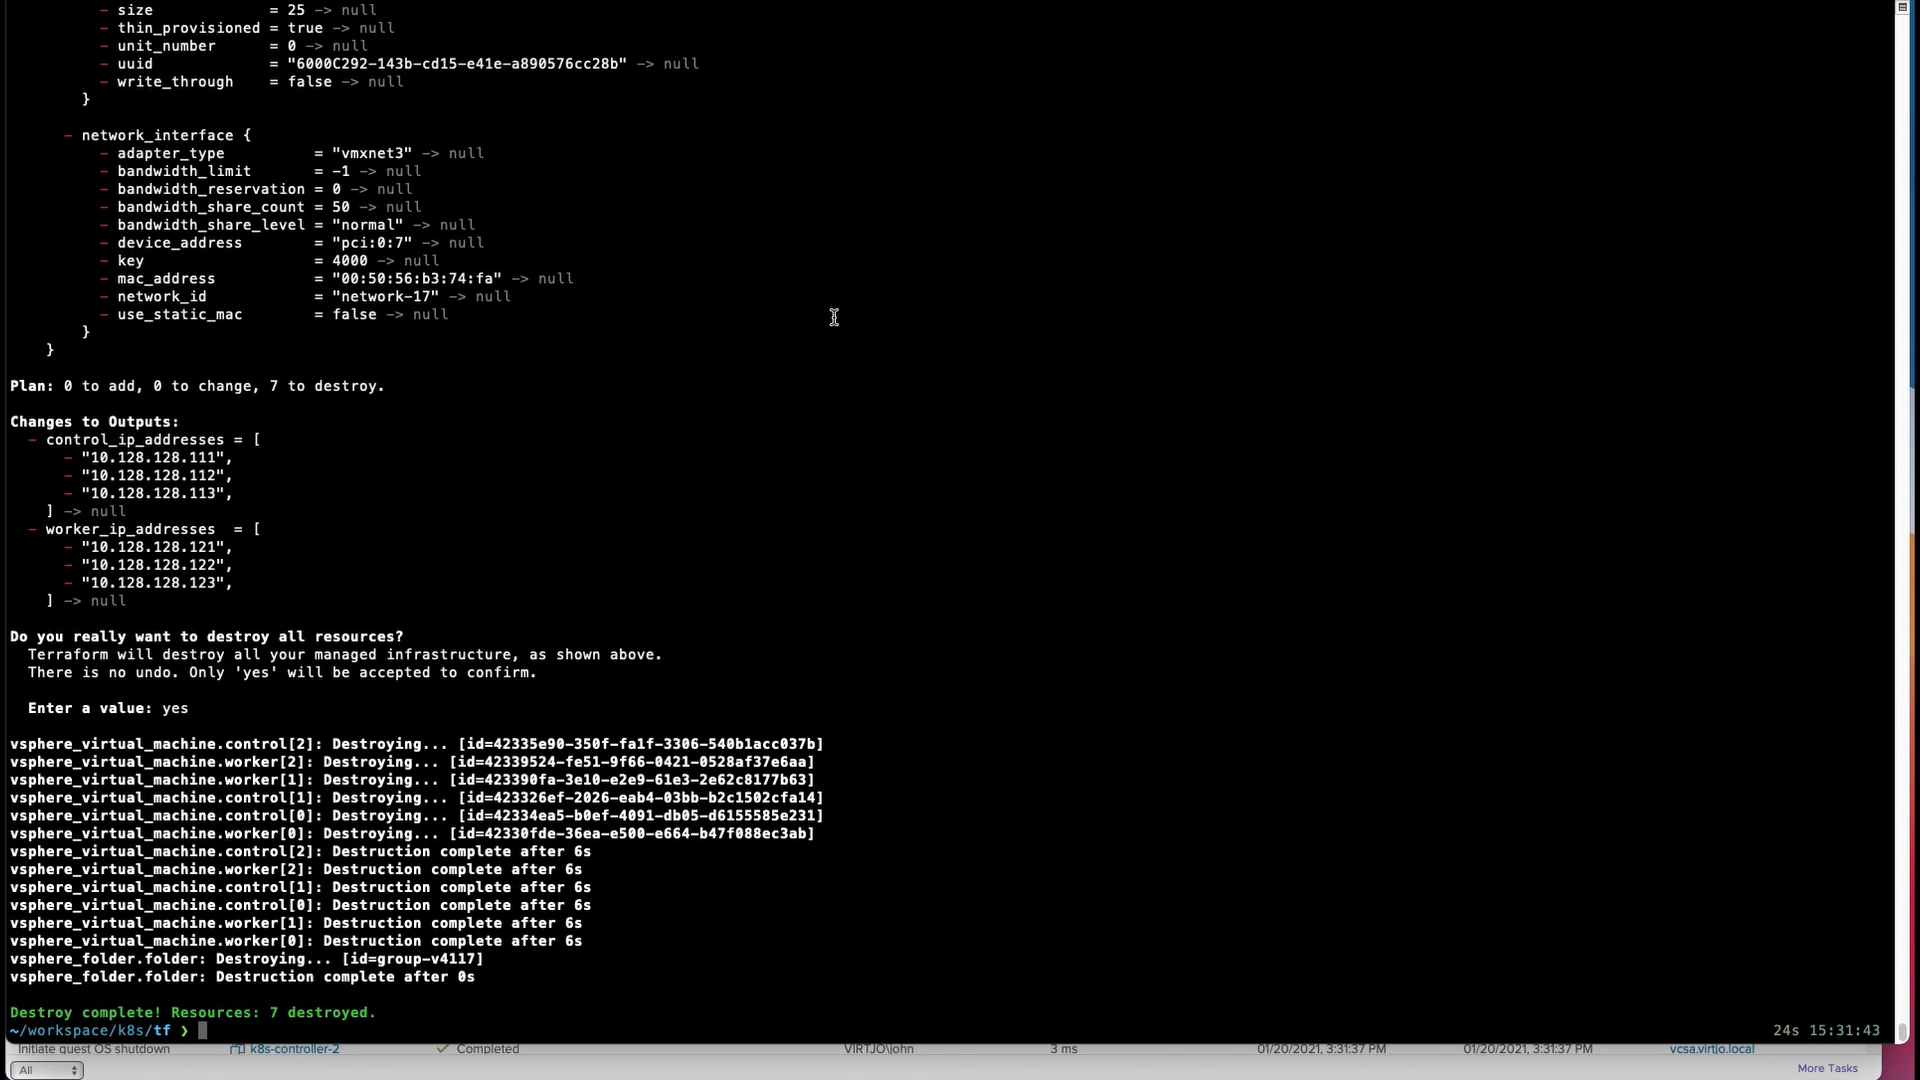 - size = 25 -> null
- thin_provisioned = true -> null
- unit_number = 0 -> null
- uuid = "6000C292-143b-cd15-e41e-a890576cc28b" -> null
- write_through = false -> null
}
- network_interface {
- adapter_type = "vmxnet3" -> null
- bandwidth_limit = -1 -> null
- bandwidth_reservation = 0 -> null
- bandwidth_share_count = 50 -> null
- bandwidth_share_level = "normal" -> null
- device_address = "pci:0:7" -> null
- key = 4000 -> null
- mac_address = "00:50:56:b3:74:fa" -> null
- network_id = "network-17" -> null
- use_static_mac = false -> null
}
}
Plan: 0 to add, 0 to change, 7 to destroy.
Changes to Outputs:
- control_ip_addresses = [
- "10.128.128.111",
- "10.128.128.112",
- "10.128.128.113",
] -> null
- worker_ip_addresses = [
- "10.128.128.121",
- "10.128.128.122",
- "10.128.128.123",
] -> null
Do you really want to destroy all resources?
Terraform will destroy all your managed infrastructure, as shown above.
There is no undo. Only 'yes' will be accepted to confirm.
Enter a value: yes
vsphere_virtual_machine.control[2]: Destroying... [id=42335e90-350f-fa1f-3306-540b1acc037b]
vsphere_virtual_machine.worker[2]: Destroying... [id=42339524-fe51-9f66-0421-0528af37e6aa]
vsphere_virtual_machine.worker[1]: Destroying... [id=423390fa-3e10-e2e9-61e3-2e62c8177b63]
vsphere_virtual_machine.control[1]: Destroying... [id=423326ef-2026-eab4-03bb-b2c1502cfa14]
vsphere_virtual_machine.control[0]: Destroying... [id=42334ea5-b0ef-4091-db05-d6155585e231]
vsphere_virtual_machine.worker[0]: Destroying... [id=42330fde-36ea-e500-e664-b47f088ec3ab]
vsphere_virtual_machine.control[2]: Destruction complete after 6s
vsphere_virtual_machine.worker[2]: Destruction complete after 6s
vsphere_virtual_machine.control[1]: Destruction complete after 6s
vsphere_virtual_machine.control[0]: Destruction complete after 6s
vsphere_virtual_machine.worker[1]: Destruction complete after 6s
vsphere_virtual_machine.worker[0]: Destruction complete after 6s
vsphere_folder.folder: Destroying... [id=group-v4117]
vsphere_folder.folder: Destruction complete after 0s
Destroy complete! Resources: 7 destroyed.
~/workspace/k8s/tf ❯ 24s 15:31:43
Initiate guest OS shutdown k8s-controller-2 Completed VIRTJO\john 3 ms 01/20/2021, 3:31:37 PM 01/20/2021, 3:31:37 PM vcsa.virtjo.local
All More Tasks